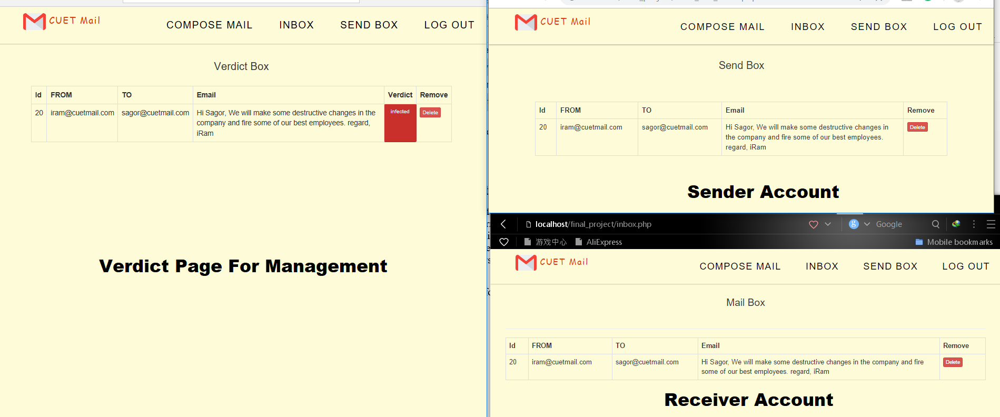 CUET Mail
COMPOSE MAIL INBOX SEND BOX LOG OUT
Verdict Box
Id FROM TO Email Verdict Remove
20 iram@cuetmail.com sagor@cuetmail.com Hi Sagor, We will make some destructive changes in the infected Delete
company and fire some of our best employees. regard,
iRam
Verdict Page For Management
CUET Mail
COMPOSE MAIL INBOX SEND BOX LOG OUT
Send Box
Id FROM TO Email Remove
20 iram@cuetmail.com sagor@cuetmail.com Hi Sagor, We will make some destructive changes in Delete
the company and fire some of our best employees.
regard, iRam
Sender Account
localhost/final_project/inbox.php Google
游戏中心 AliExpress Mobile bookmarks
CUET Mail
COMPOSE MAIL INBOX SEND BOX LOG OUT
Mail Box
Id FROM TO Email Remove
20 iram@cuetmail.com sagor@cuetmail.com Hi Sagor, We will make some destructive changes in the company and fire Delete
some of our best employees. regard, iRam
Receiver Account